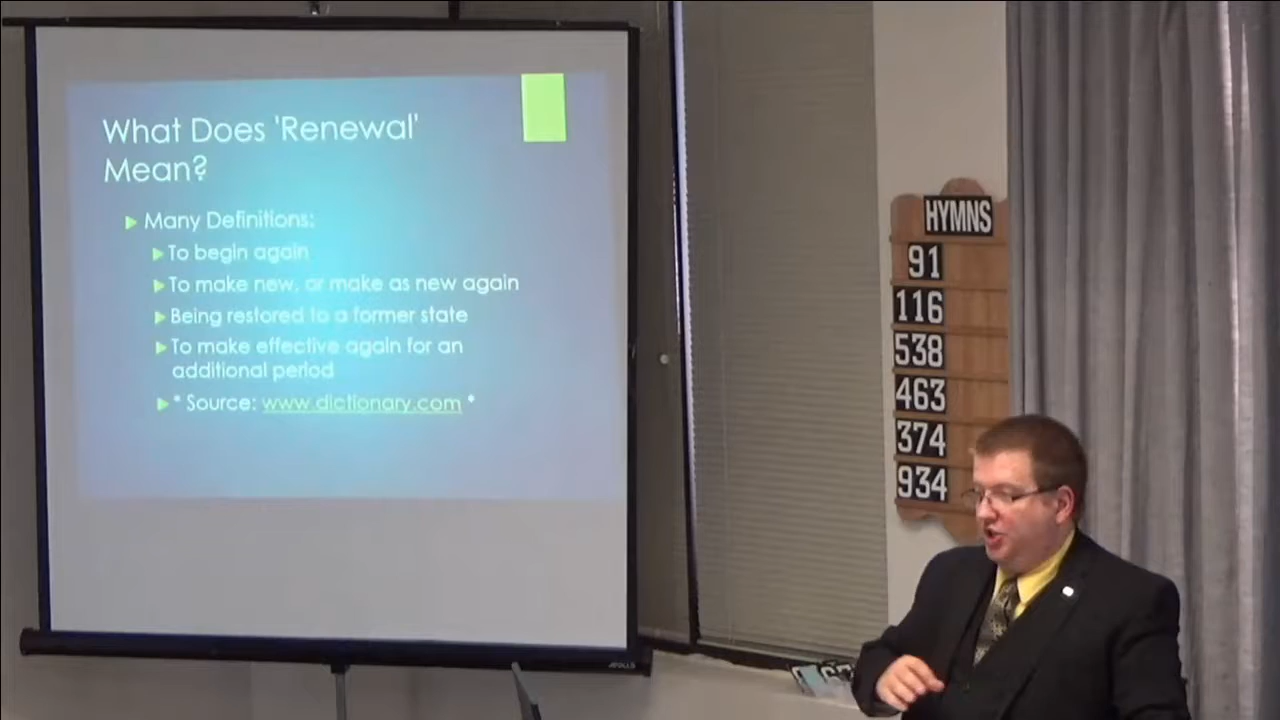 What Does 'Renewal'
Mean?
Many Definitions:
To begin again
To make new, or make as new again
Being restored to a former state
To make effective again for an
additional period
* Source: www.dictionary.com *
APOLLO
HYMNS
91
116
538
463
374
934